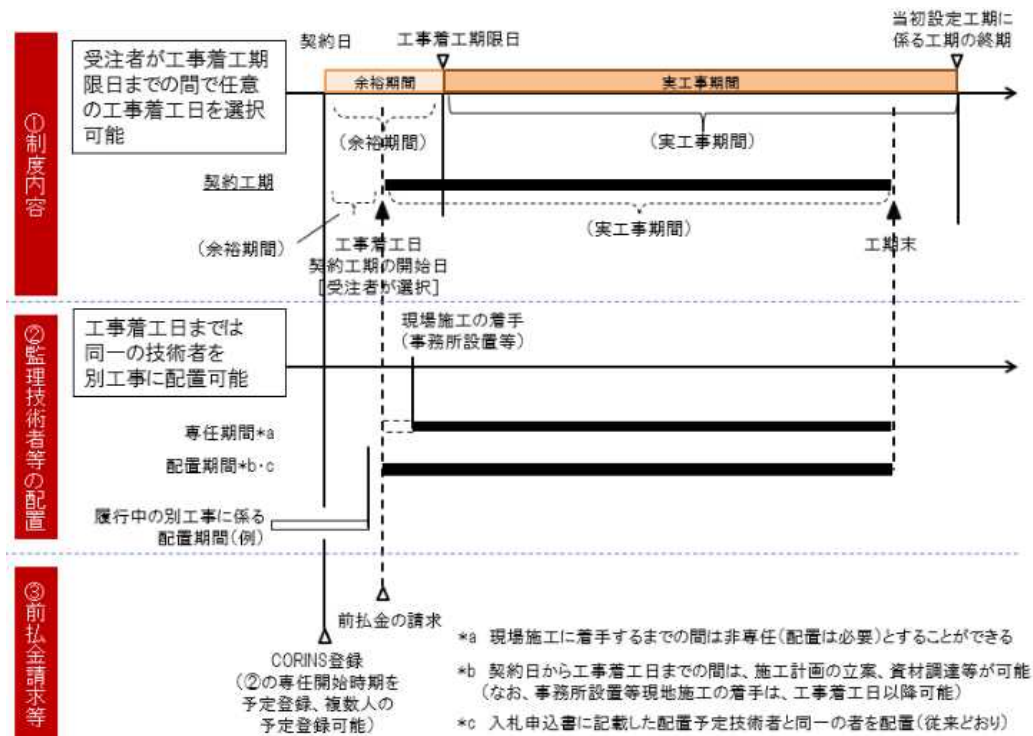 ①制度内容
受注者が工事着工期
限日までの間で任意
の工事着工日を選択
可能
契約日
工事着工期限日
当初設定工期に
係る工期の終期
余裕期間
実工事期間
(余裕期間)
(実工事期間)
契約工期
(余裕期間)
(実工事期間)
工事着工日
契約工期の開始日
[受注者が選択]
工期末
②監理技術者等の配置
工事着工日までは
同一の技術者を
別工事に配置可能
現場施工の着手
(事務所設置等)
専任期間*a
配置期間*b・c
履行中の別工事に係る
配置期間(例)
③前払金請求等
前払金の請求
CORINS登録
(②の専任開始時期を
予定登録、複数人の
予定登録可能)
*a 現場施工に着手するまでの間は非専任(配置は必要)とすることができる
*b 契約日から工事着工日までの間は、施工計画の立案、資材調達等が可能
(なお、事務所設置等現地施工の着手は、工事着工日以降可能)
*c 入札申込書に記載した配置予定技術者と同一の者を配置(従来どおり)